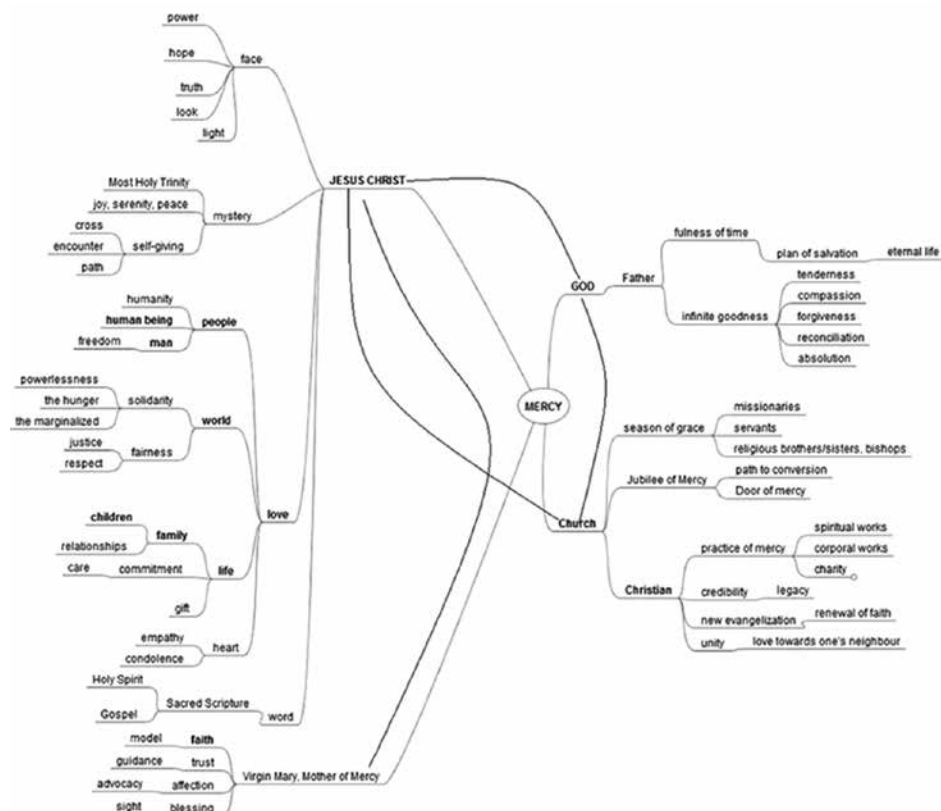 power
hope
face
truth
look
light
Most Holy Trinity
JESUS CHRIST
joy, serenity, peace
mystery
cross
encounter
self-giving
path
humanity
human being
people
freedom
man
powerlessness
the hunger
solidarity
the marginalized
world
justice
fairness
respect
love
children
family
relationships
care
commitment
life
gift
empathy
heart
condolence
Holy Spirit
Sacred Scripture
Gospel
word
model
faith
guidance
trust
Virgin Mary, Mother of Mercy
advocacy
affection
sight
blessing
MERCY
fulness of time
plan of salvation
eternal life
Father
GOD
tenderness
compassion
infinite goodness
forgiveness
reconciliation
absolution
missionaries
season of grace
servants
religious brothers/sisters, bishops
path to conversion
Jubilee of Mercy
Door of mercy
Church
spiritual works
practice of mercy
corporal works
charity
Christian
credibility
legacy
new evangelization
renewal of faith
unity
love towards one's neighbour